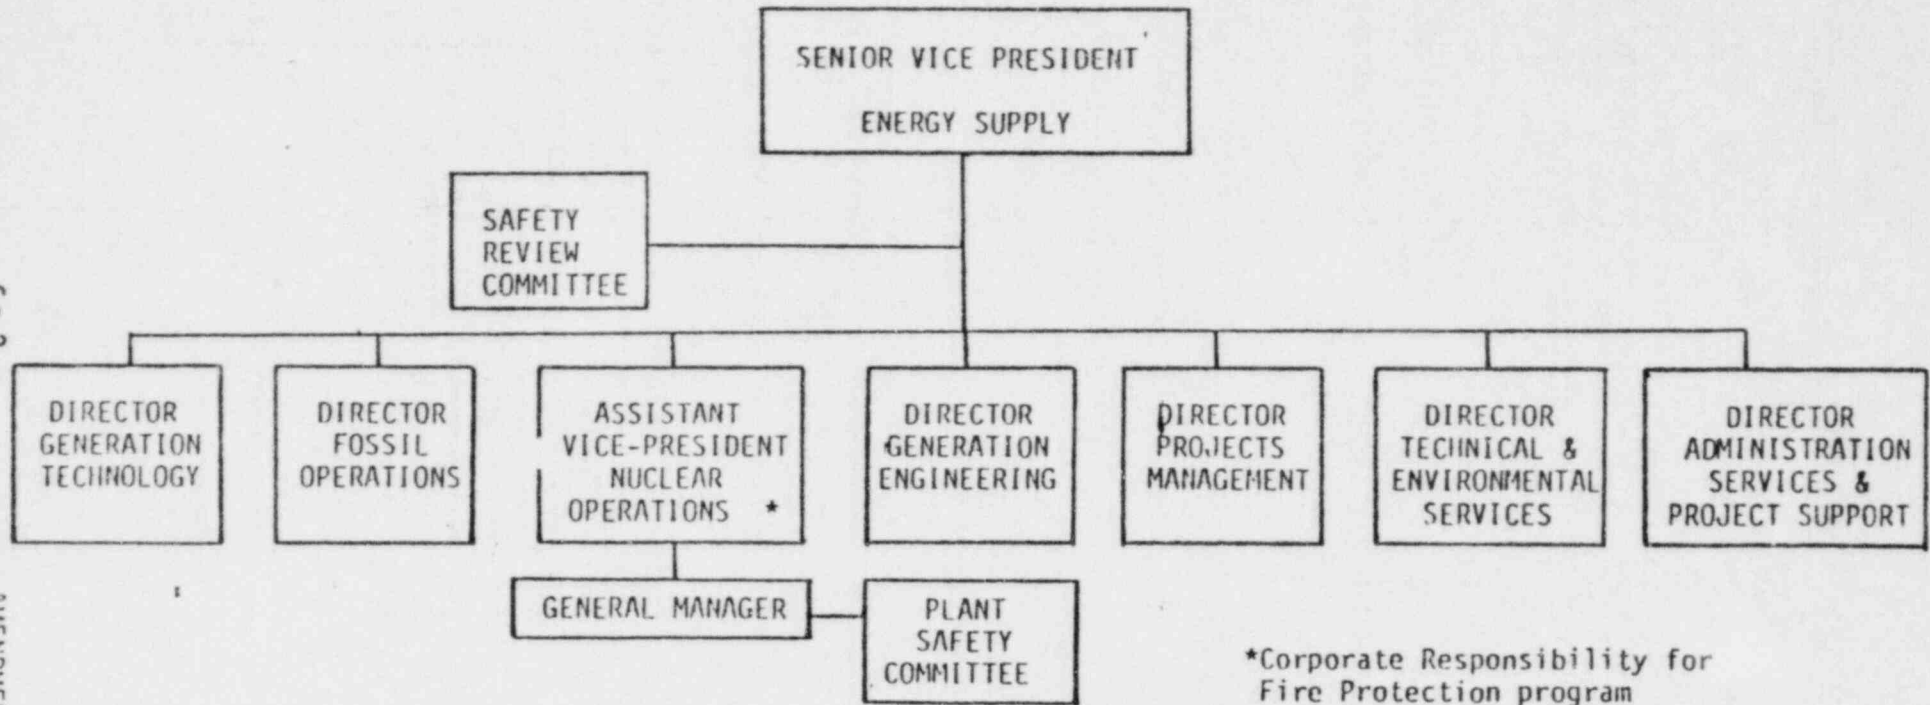 SENIOR VICE PRESIDENT
ENERGY SUPPLY
SAFETY
REVIEW
COMMITTEE
DIRECTOR
GENERATION
TECHNOLOGY
DIRECTOR
FOSSIL
OPERATIONS
ASSISTANT
VICE-PRESIDENT
NUCLEAR
OPERATIONS *
DIRECTOR
GENERATION
ENGINEERING
DIRECTOR
PROJECTS
MANAGEMENT
DIRECTOR
TECHNICAL &
ENVIRONMENTAL
SERVICES
DIRECTOR
ADMINISTRATION
SERVICES &
PROJECT SUPPORT
GENERAL MANAGER
PLANT
SAFETY
COMMITTEE
*Corporate Responsibility for
Fire Protection program